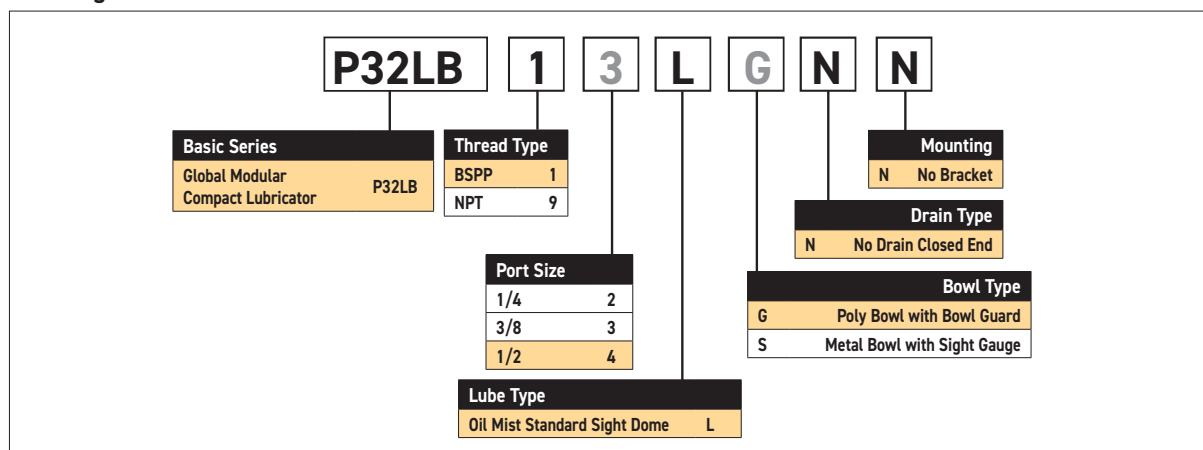 P32LB 1 3 L G N N
Basic Series
Global Modular
Compact Lubricator P32LB
Thread Type
BSPP 1
NPT 9
Mounting
N No Bracket
Drain Type
N No Drain Closed End
Port Size
1/4 2
3/8 3
1/2 4
Bowl Type
G Poly Bowl with Bowl Guard
S Metal Bowl with Sight Gauge
Lube Type
Oil Mist Standard Sight Dome L